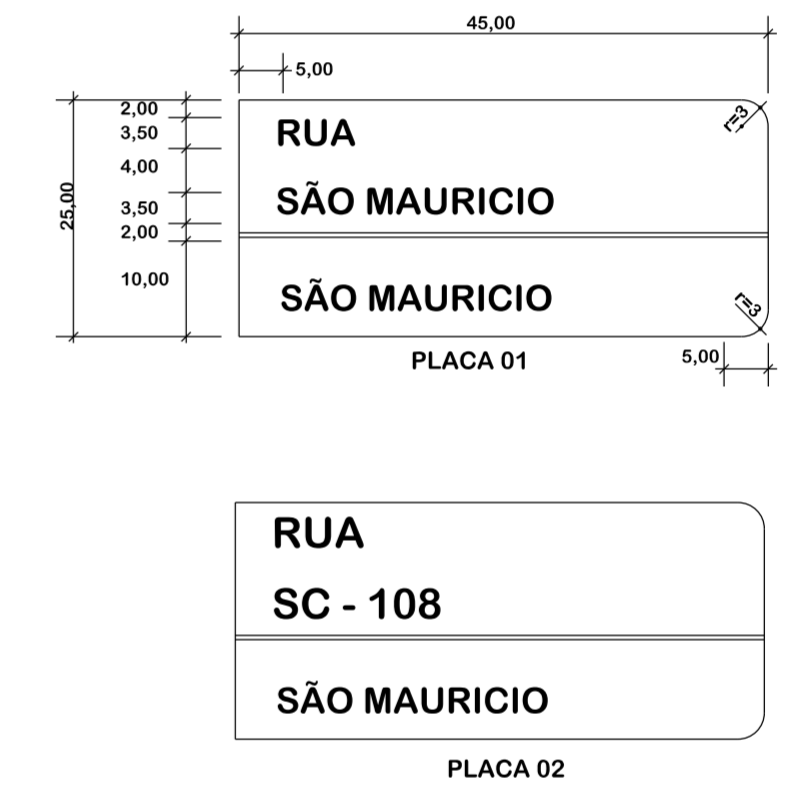 45,00
5,00
2,00
3,50
4,00
3,50
2,00
10,00
25,00
RUA
r=3
SÃO MAURICIO
SÃO MAURICIO
r=3
PLACA 01
5,00
RUA
SC - 108
SÃO MAURICIO
PLACA 02